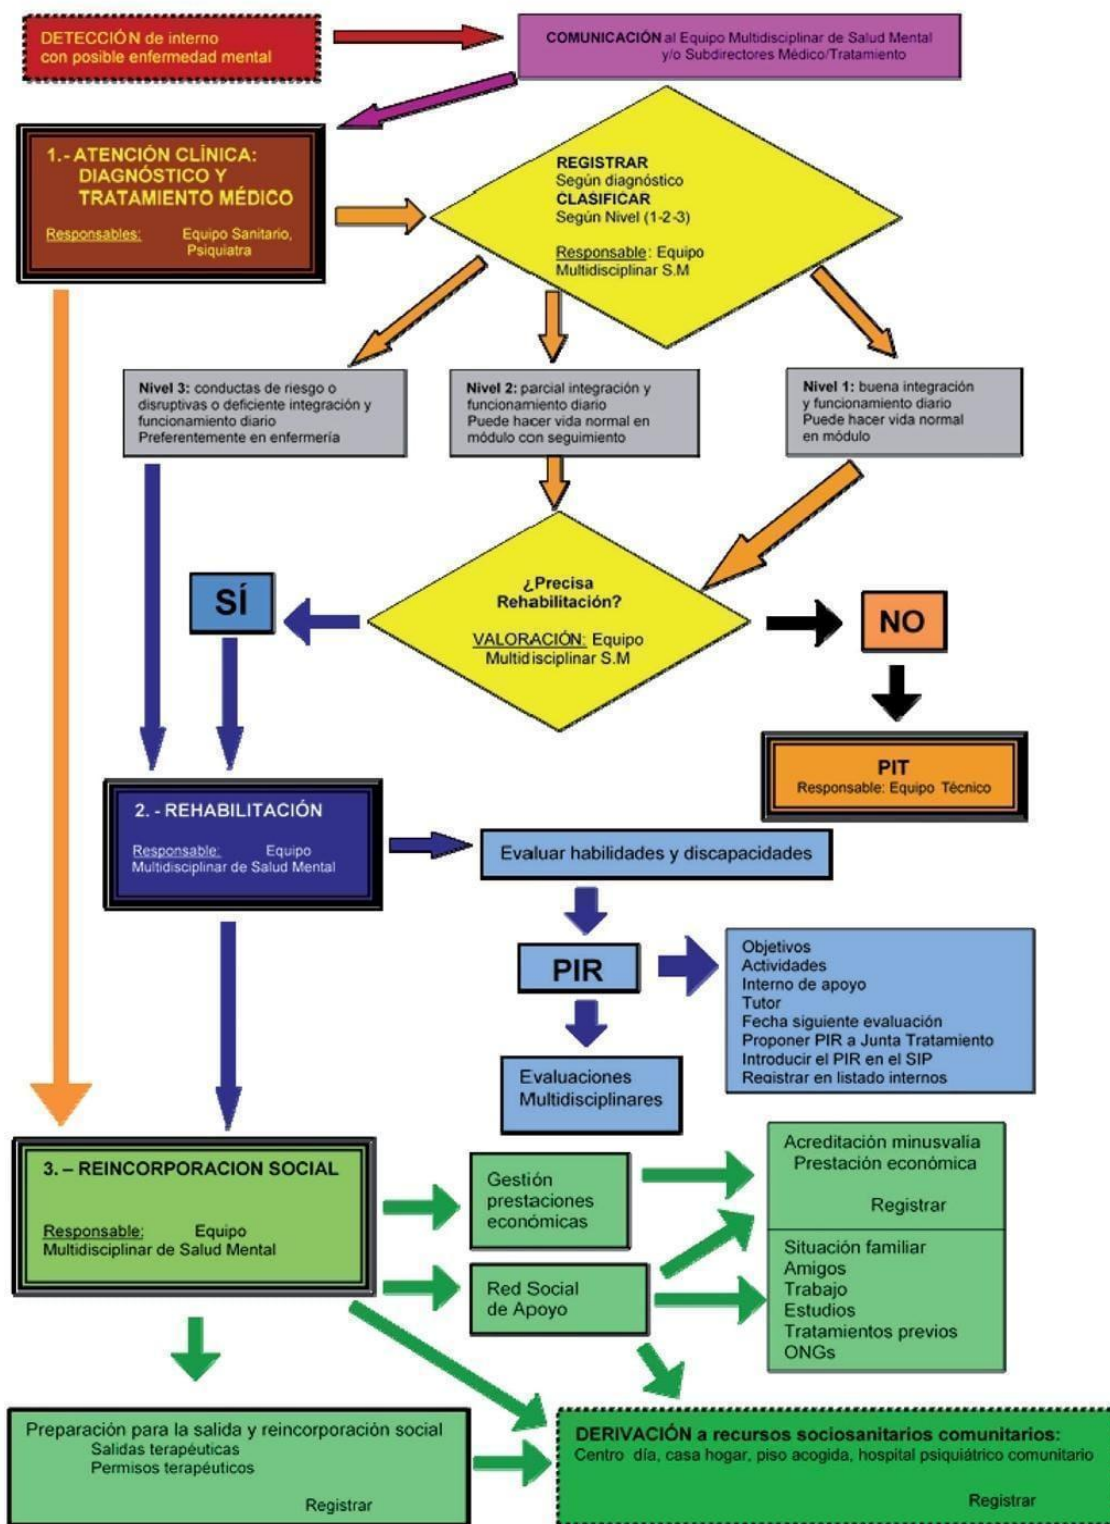 DETECCIÓN de interno
con posible enfermedad mental
COMUNICACIÓN al Equipo Multidisciplinar de Salud Mental
y/o Subdirectores Médico/Tratamiento
1.- ATENCIÓN CLÍNICA:
DIAGNÓSTICO Y
TRATAMIENTO MÉDICO
Responsables: Equipo Sanitario,
Psiquiatra
REGISTRAR
Según diagnóstico
CLASIFICAR
Según Nivel (1-2-3)
Responsable: Equipo
Multidisciplinar S.M
Nivel 3: conductas de riesgo o
disruptivas o deficiente integración y
funcionamiento diario
Preferentemente en enfermería
Nivel 2: parcial integración y
funcionamiento diario
Puede hacer vida normal en
módulo con seguimiento
Nivel 1: buena integración
y funcionamiento diario
Puede hacer vida normal
en módulo
¿Precisa
Rehabilitación?
VALORACIÓN: Equipo
Multidisciplinar S.M
SÍ
NO
PIT
Responsable: Equipo Técnico
2. - REHABILITACIÓN
Responsable: Equipo
Multidisciplinar de Salud Mental
Evaluar habilidades y discapacidades
PIR
Objetivos
Actividades
Interno de apoyo
Tutor
Fecha siguiente evaluación
Proponer PIR a Junta Tratamiento
Introducir el PIR en el SIP
Registrar en listado internos
Evaluaciones
Multidisciplinares
3. – REINCORPORACION SOCIAL
Responsable: Equipo
Multidisciplinar de Salud Mental
Gestión
prestaciones
económicas
Acreditación minusvalía
Prestación económica
Registrar
Red Social
de Apoyo
Situación familiar
Amigos
Trabajo
Estudios
Tratamientos previos
ONGs
Preparación para la salida y reincorporación social
Salidas terapéuticas
Permisos terapéuticos
Registrar
DERIVACIÓN a recursos sociosanitarios comunitarios:
Centro día, casa hogar, piso acogida, hospital psiquiátrico comunitario
Registrar